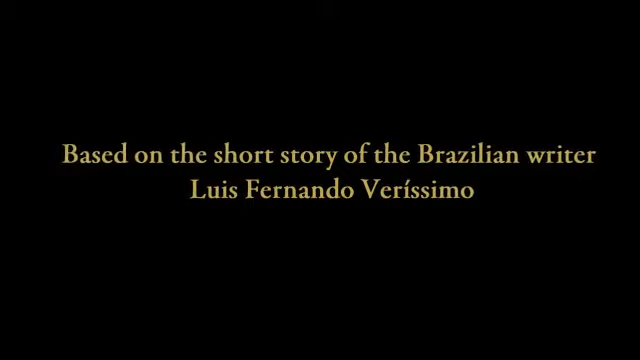 Based on the short story of the Brazilian writer
Luis Fernando Veríssimo